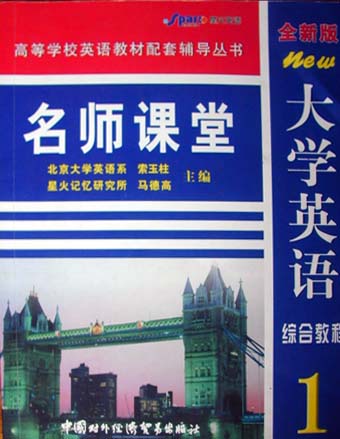 Spark
高等学校英语教材配套辅导丛书
名师课堂
北京大学英语系 索玉柱
星火记忆研究所 马德高
主编
中国对外经济贸易出版社
全新版
New
大学英语
综合教程
1